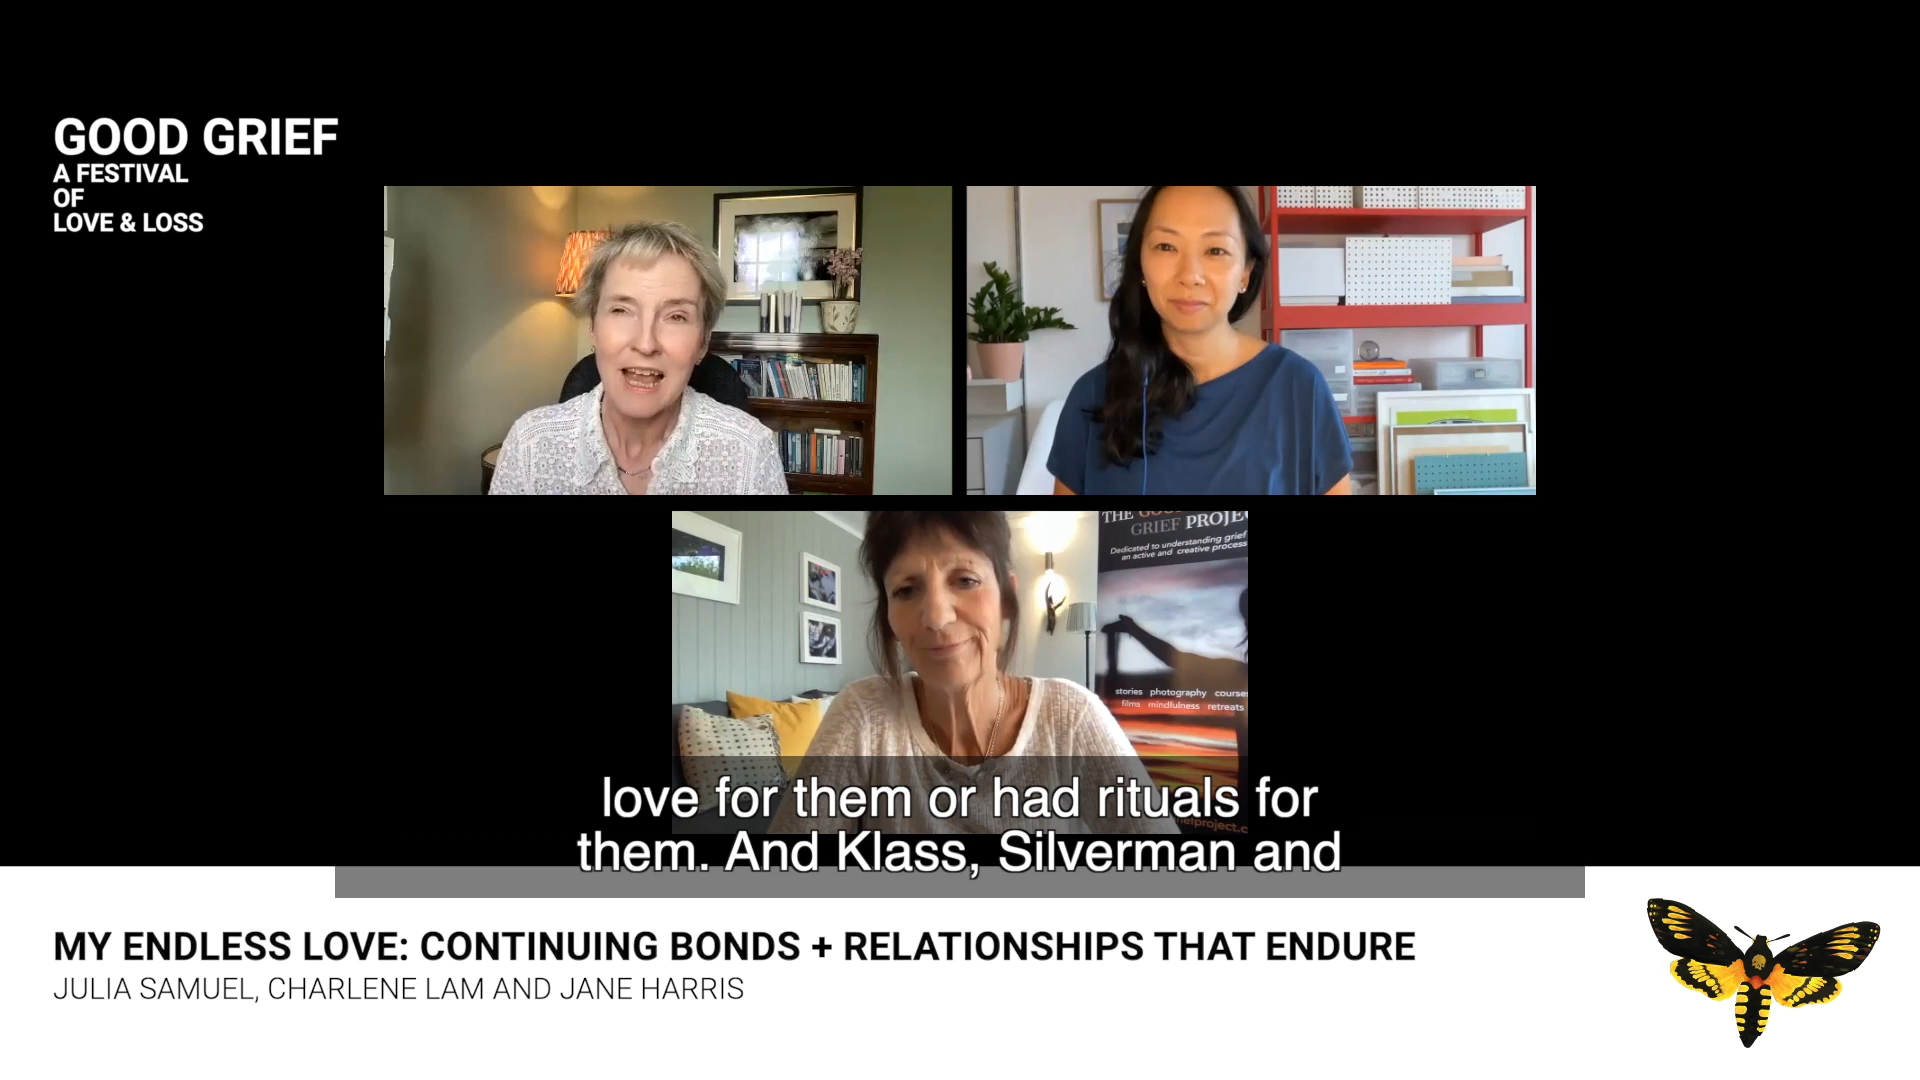 GOOD GRIEF
A FESTIVAL
OF
LOVE & LOSS
THE GOOD
GRIEF PROJEC
Dedicated to understanding grief
an active and creative process
stories photography courses
films mindfulness retreats
love for them or had rituals for
them. And Klass, Silverman and
MY ENDLESS LOVE: CONTINUING BONDS + RELATIONSHIPS THAT ENDURE
JULIA SAMUEL, CHARLENE LAM AND JANE HARRIS